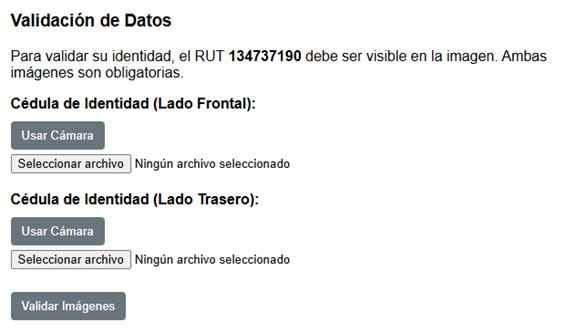 Validación de Datos
Para validar su identidad, el RUT 134737190 debe ser visible en la imagen. Ambas
imágenes son obligatorias.
Cédula de Identidad (Lado Frontal):
Usar Cámara
Seleccionar archivo Ningún archivo seleccionado
Cédula de Identidad (Lado Trasero):
Usar Cámara
Seleccionar archivo Ningún archivo seleccionado
Validar Imágenes